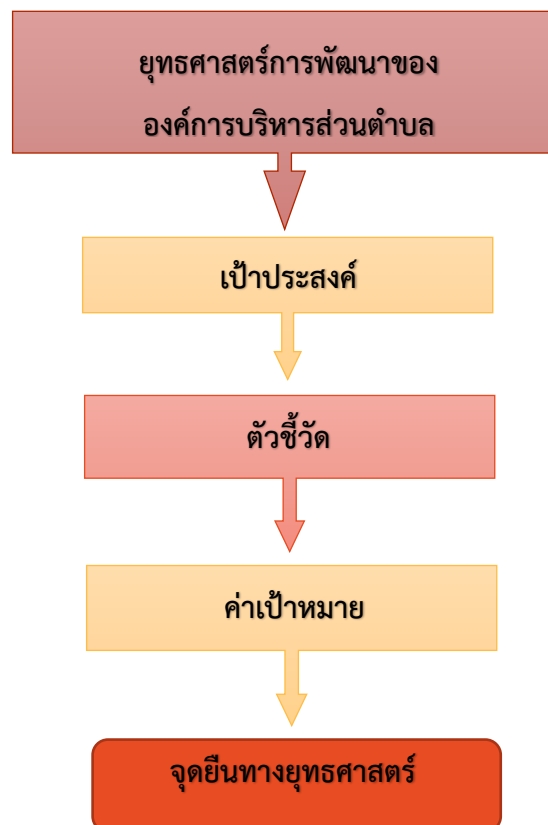 ยุทธศาสตร์การพัฒนาของ
องค์การบริหารส่วนตำบล
เป้าประสงค์
ตัวชี้วัด
ค่าเป้าหมาย
จุดยืนทางยุทธศาสตร์